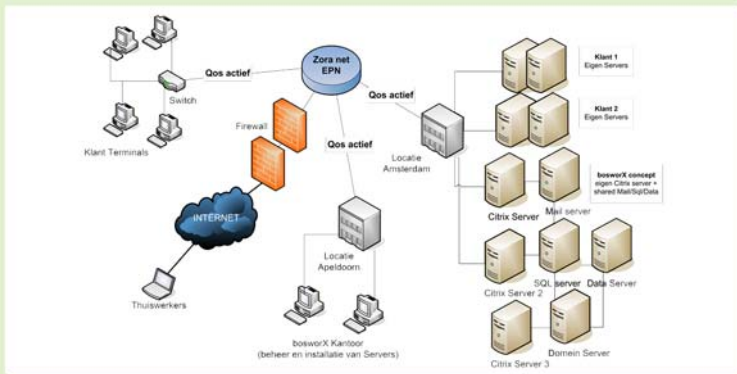 Zora net
EPN
Qos actief
Switch
Klant Terminals
Firewall
INTERNET
Thuiswerkers
Qos actief
Locatie
Apeldoorn
bosworX Kantoor
(beheer en installatie van Servers)
Qos actief
Locatie
Amsterdam
Klant 1
Eigen Servers
Klant 2
Eigen Servers
bosworX concept
eigen Citrix server +
shared Mail/Sql/Data
Citrix Server
Mail server
Citrix Server 2
SQL server
Data Server
Citrix Server 3
Domein Server